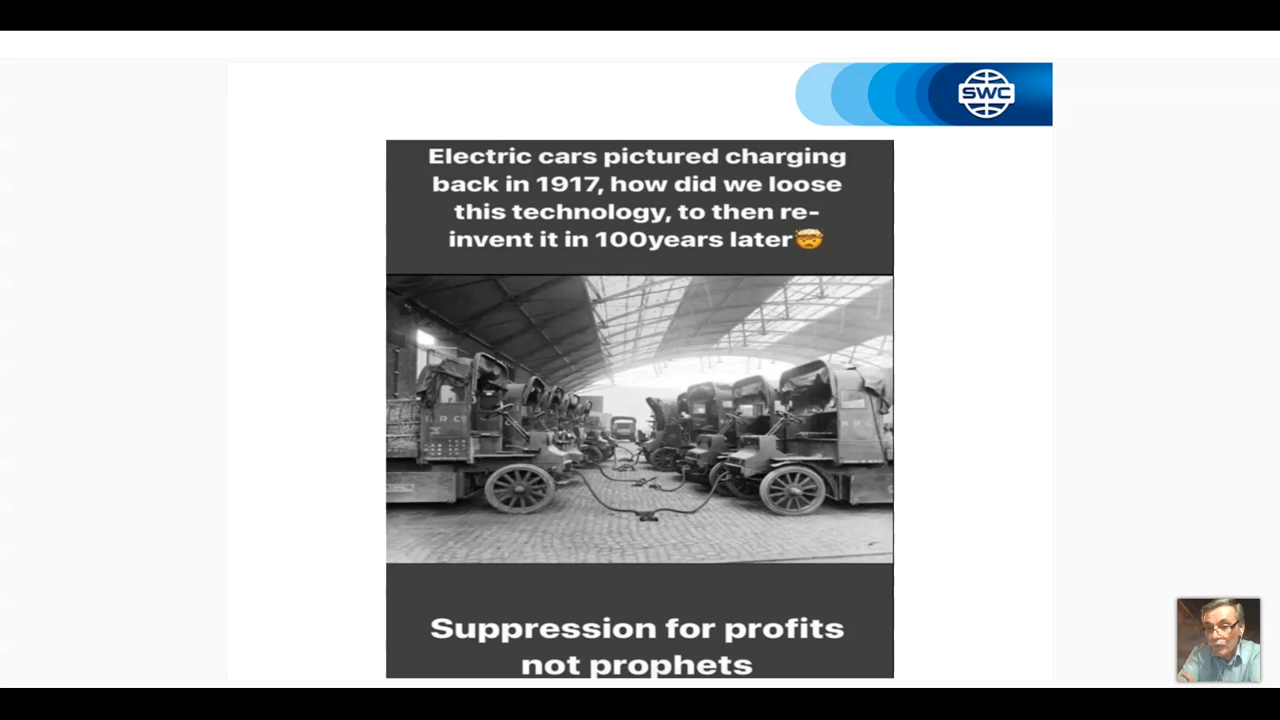 SWC
Electric cars pictured charging
back in 1917, how did we loose
this technology, to then re-
invent it in 100years later🤯
Suppression for profits
not prophets